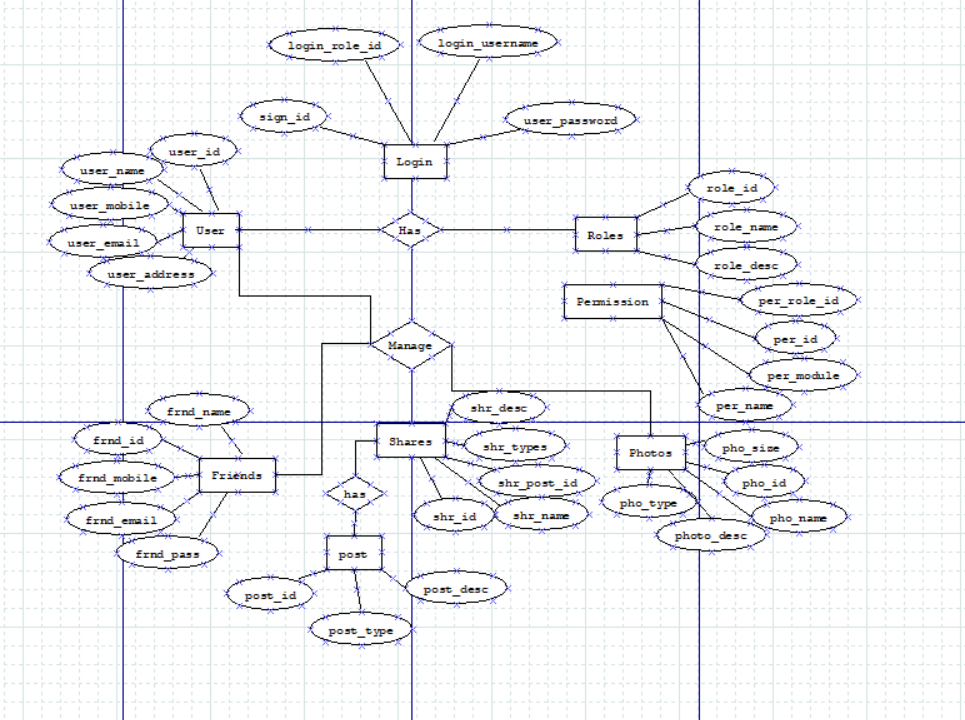 login_role_id
login_username
sign_id
user_password
Login
user_id
user_name
user_mobile
user_email
user_address
User
Has
Roles
role_id
role_name
role_desc
Permission
per_role_id
per_id
per_module
per_name
Manage
frnd_name
frnd_id
frnd_mobile
frnd_email
frnd_pass
Friends
Shares
shr_desc
shr_types
shr_post_id
shr_name
shr_id
has
post
post_id
post_type
post_desc
Photos
pho_size
pho_id
pho_name
photo_desc
pho_type